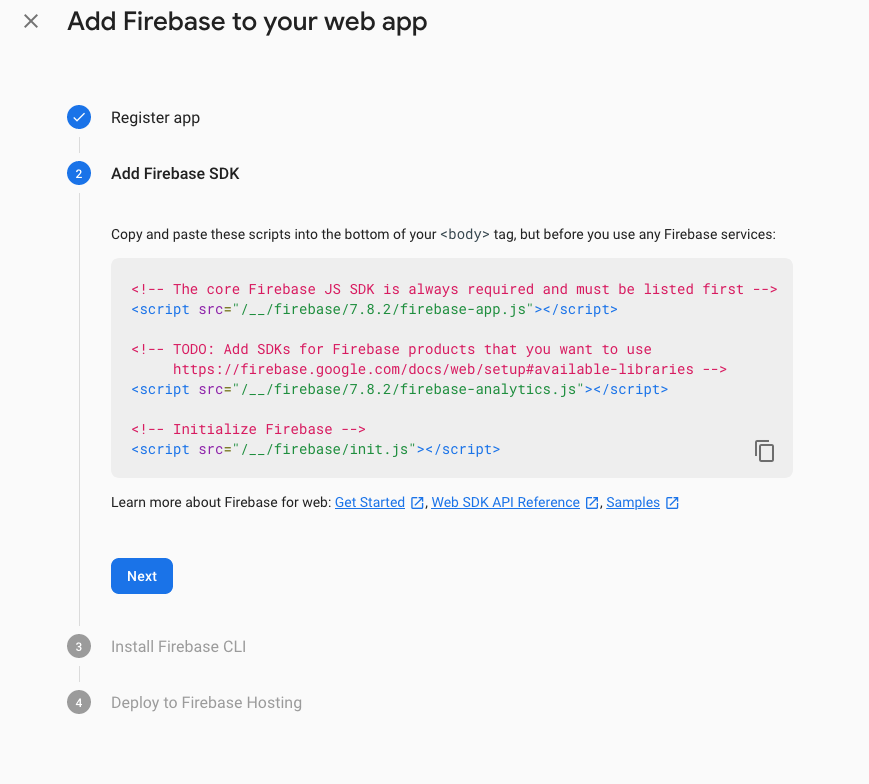 Add Firebase to your web app
Register app
2 Add Firebase SDK
Copy and paste these scripts into the bottom of your <body> tag, but before you use any Firebase services:
<!-- The core Firebase JS SDK is always required and must be listed first -->
<script src="/__/firebase/7.8.2/firebase-app.js"></script>
<!-- TODO: Add SDKs for Firebase products that you want to use
https://firebase.google.com/docs/web/setup#available-libraries -->
<script src="/__/firebase/7.8.2/firebase-analytics.js"></script>
<!-- Initialize Firebase -->
<script src="/__/firebase/init.js"></script>
Learn more about Firebase for web: Get Started , Web SDK API Reference , Samples
Next
3 Install Firebase CLI
4 Deploy to Firebase Hosting